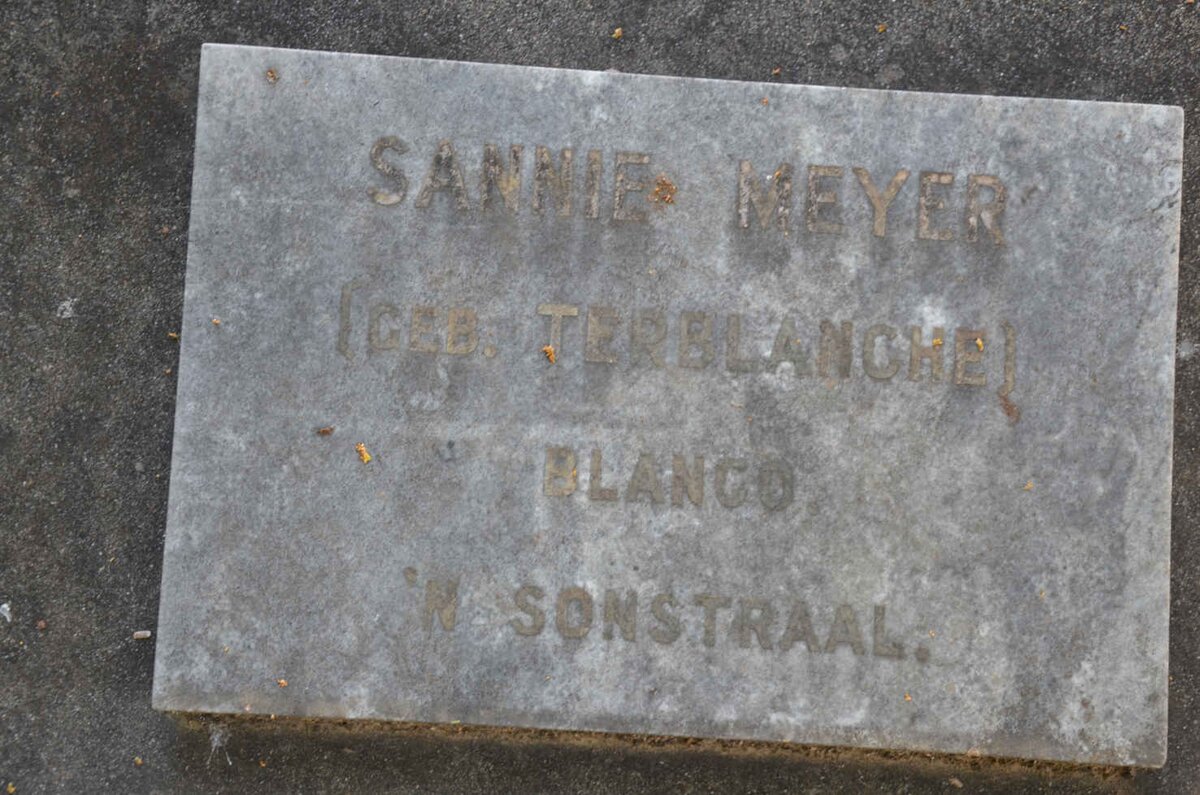 SANNIE MEYER
(GEB. TERBLANCHE)
BLANCO
'N SONSTRAAL.